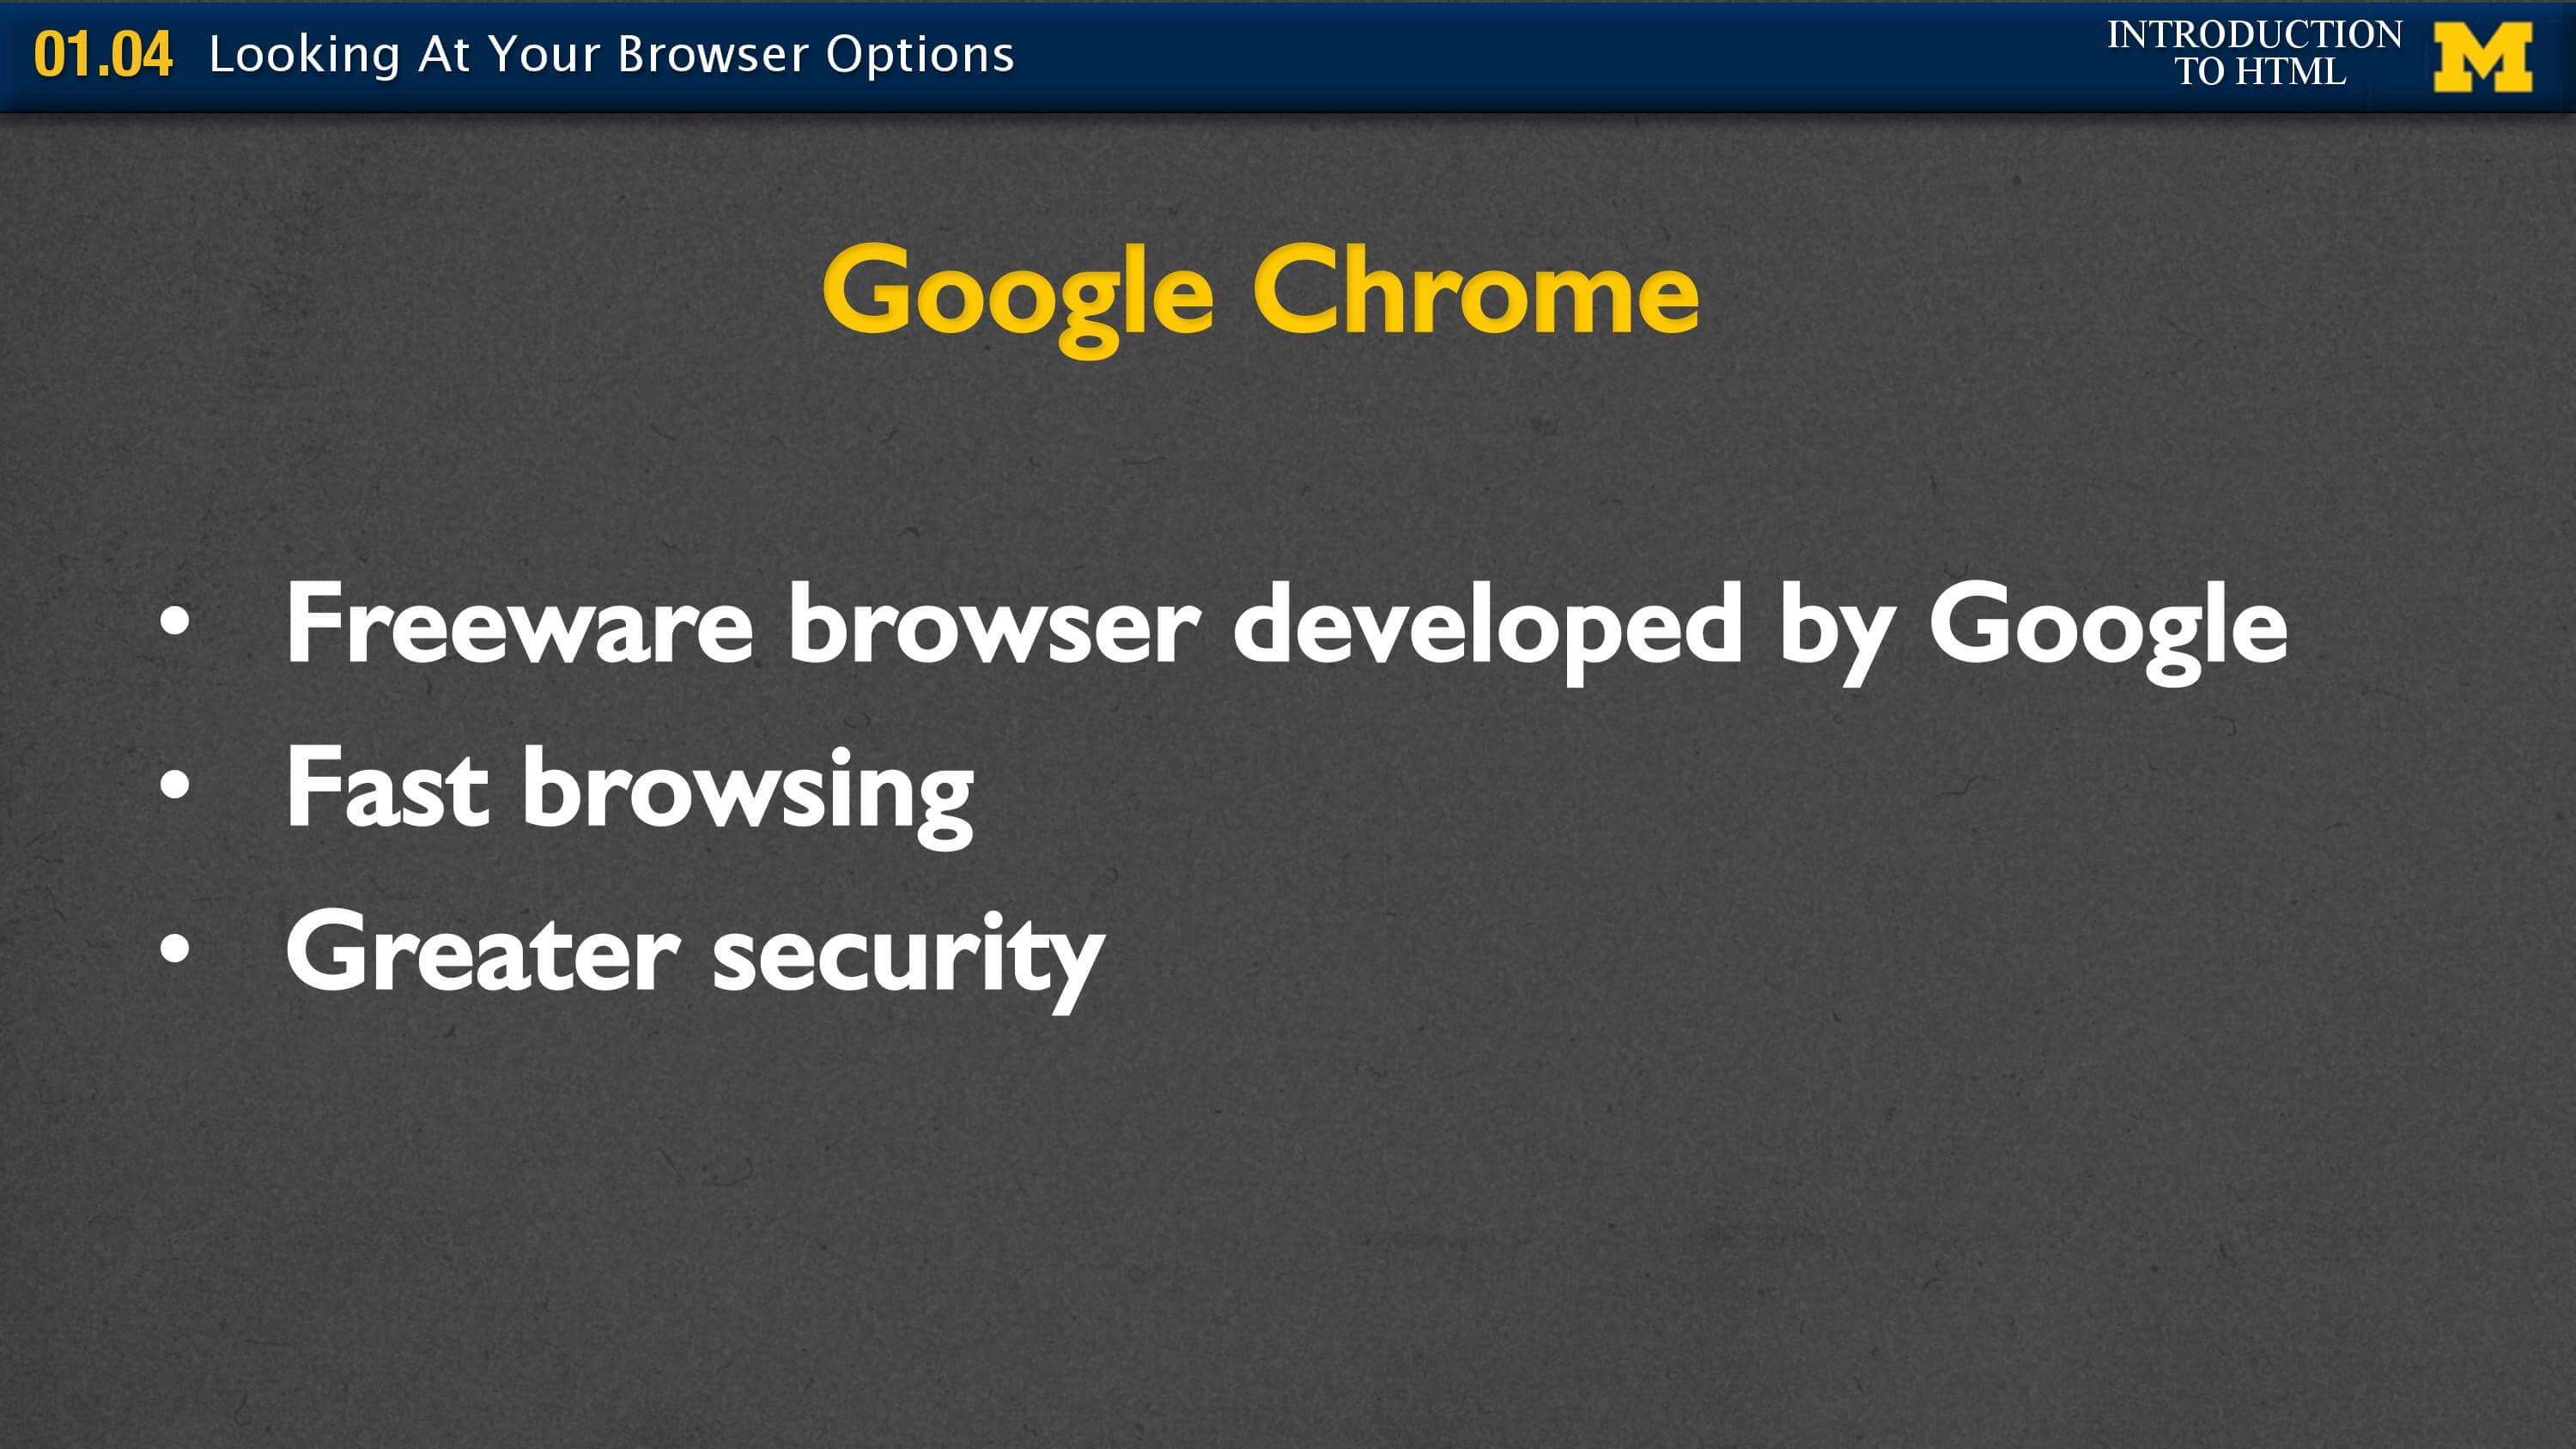 01.04 Looking At Your Browser Options
INTRODUCTION
TO HTML
M
Google Chrome
• Freeware browser developed by Google
• Fast browsing
• Greater security